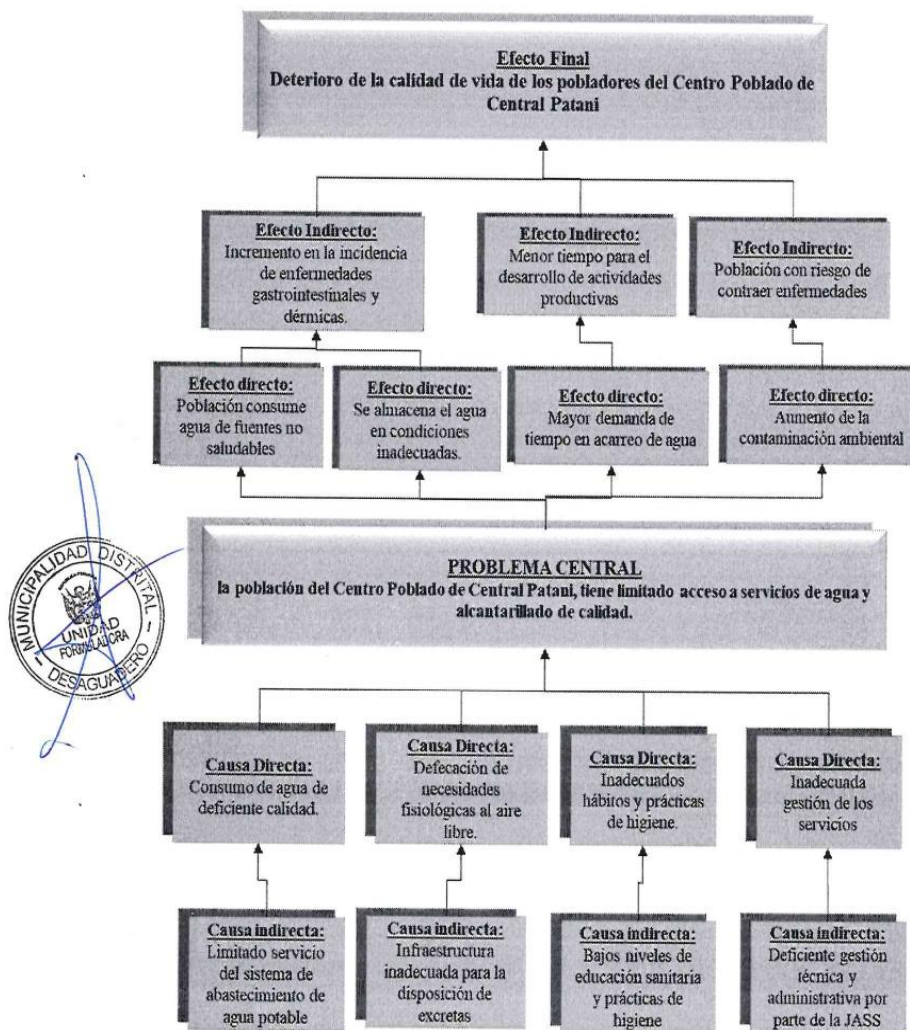 Efecto Final
Deterioro de la calidad de vida de los pobladores del Centro Poblado de
Central Patani
Efecto Indirecto:
Incremento en la incidencia
de enfermedades
gastrointestinales y
dérmicas.
Efecto Indirecto:
Menor tiempo para el
desarrollo de actividades
productivas
Efecto Indirecto:
Población con riesgo de
contraer enfermedades
Efecto directo:
Población consume
agua de fuentes no
saludables
Efecto directo:
Se almacena el agua
en condiciones
inadecuadas.
Efecto directo:
Mayor demanda de
tiempo en acarreo de agua
Efecto directo:
Aumento de la
contaminación ambiental
PROBLEMA CENTRAL
la población del Centro Poblado de Central Patani, tiene limitado acceso a servicios de agua y
alcantarillado de calidad.
MUNICIPALIDAD DISTRITAL
UNIDAD
FORMULADORA
DESAGUADERO
Causa Directa:
Consumo de agua de
deficiente calidad.
Causa Directa:
Defecación de
necesidades
fisiológicas al aire
libre.
Causa Directa:
Inadecuados
hábitos y prácticas
de higiene.
Causa Directa:
Inadecuada
gestión de los
servicios
Causa indirecta:
Limitado servicio
del sistema de
abastecimiento de
agua potable
Causa indirecta:
Infraestructura
inadecuada para la
disposición de
excretas
Causa indirecta:
Bajos niveles de
educación sanitaria
y prácticas de
higiene
Causa indirecta:
Deficiente gestión
técnica y
administrativa por
parte de la JASS